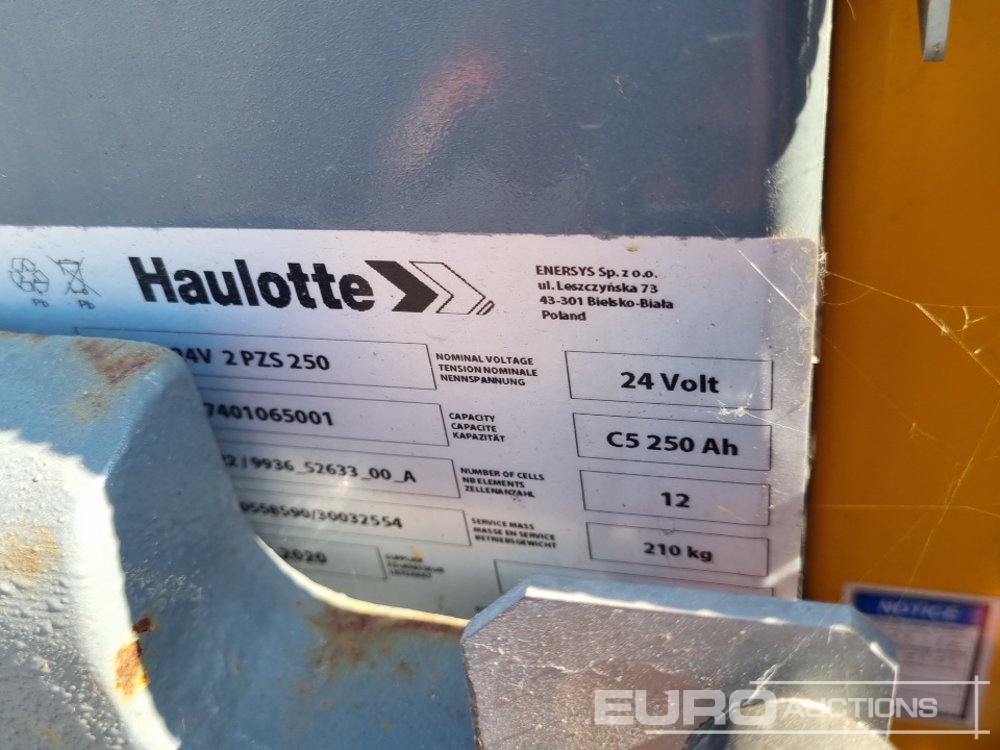 Pb Pb Haulotte
ENERSYS Sp. z o.o.
ul. Leszczyńska 73
43-301 Bielsko-Biała
Poland
24V 2 PZS 250
NOMINAL VOLTAGE
TENSION NOMINALE
NENNSPANNUNG
24 Volt
7401065001
CAPACITY
CAPACITE
KAPAZITÄT
C5 250 Ah
/9936_52633_00_A
NUMBER OF CELLS
NB ELEMENTS
ZELLENANZAHL
12
0558590/30032554
SERVICE MASS
MASSE EN SERVICE
BETRIEBSGEWICHT
210 kg
2020
NOTICE
EURO AUCTIONS